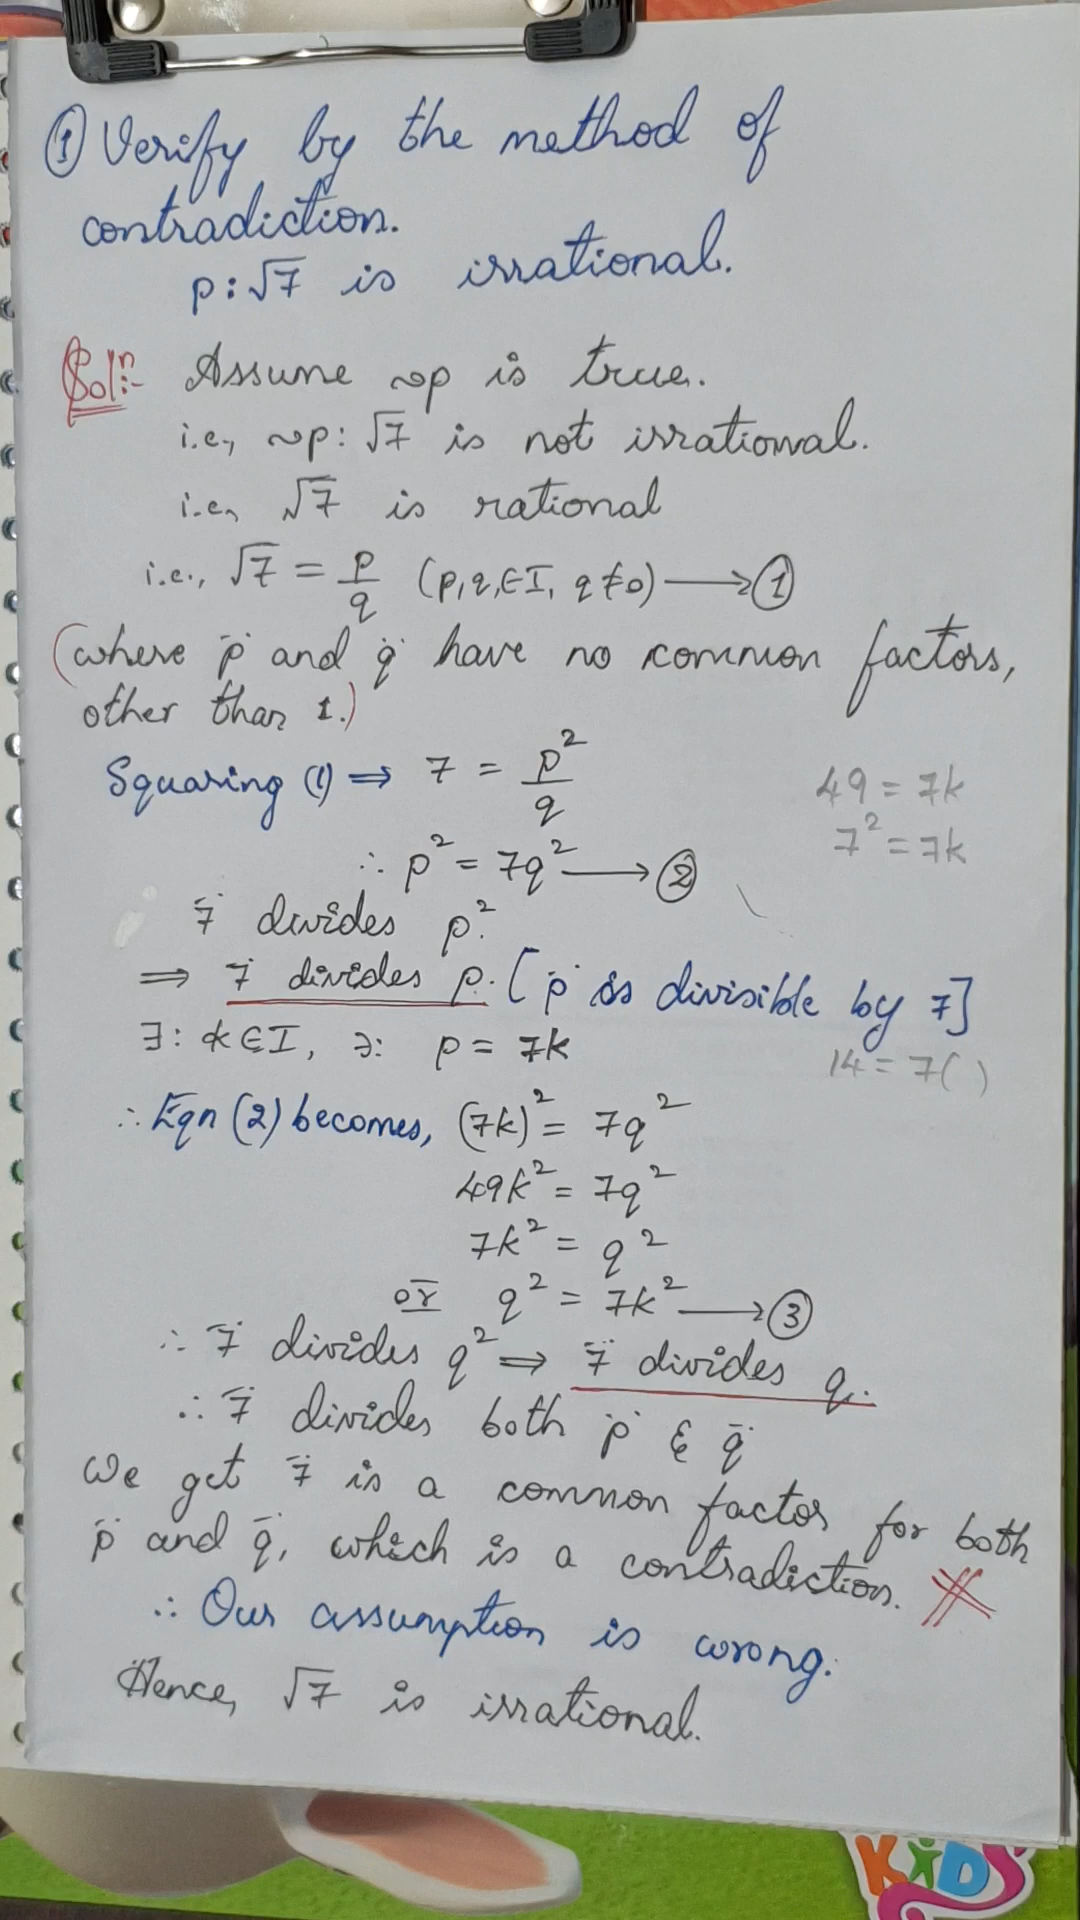 ① Verify by the method of
contradiction.
p : √7 is irrational.
Solⁿ:- Assume ~p is true.
i.e., ~p : √7 is not irrational.
i.e., √7 is rational
i.e., √7 = p/q (p,q,∈I, q≠0) ⟶ ①
(where 'p' and 'q' have no common factors,
other than 1.)
Squaring (1) ⇒ 7 = p²/q
49 = 7k
7² = 7k
∴ p² = 7q² ⟶ ②
7 divides p².
⇒ 7 divides p. ['p' is divisible by 7]
∃: k∈I, ∋: p = 7k
14 = 7( )
∴ Eqn (2) becomes, (7k)² = 7q²
49k² = 7q²
7k² = q²
or q² = 7k² ⟶ ③
∴ 7 divides q² ⇒ 7 divides q.
∴ '7' divides both 'p' & 'q'
We get '7' is a common factor for both
'p' and 'q', which is a contradiction.
∴ Our assumption is wrong.
Hence, √7 is irrational.
KiDS